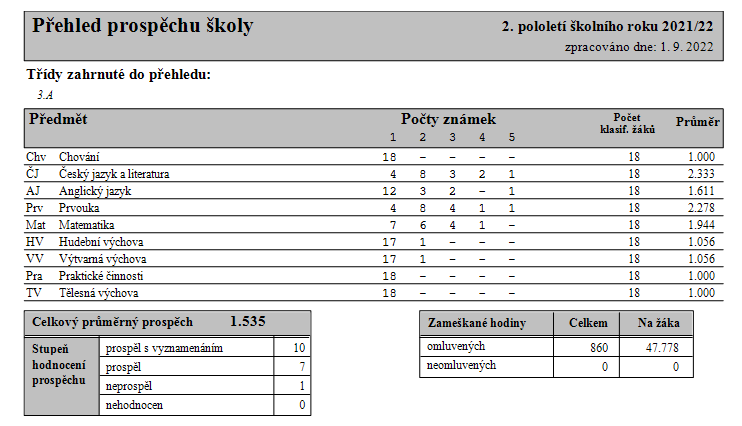 Přehled prospěchu školy
2. pololetí školního roku 2021/22
zpracováno dne: 1. 9. 2022
Třídy zahrnuté do přehledu:
3.A
Předmět Počty známek Počet klasif. žáků Průměr
1 2 3 4 5
Chv Chování 18 – – – – 18 1.000
ČJ Český jazyk a literatura 4 8 3 2 1 18 2.333
AJ Anglický jazyk 12 3 2 – 1 18 1.611
Prv Prvouka 4 8 4 1 1 18 2.278
Mat Matematika 7 6 4 1 – 18 1.944
HV Hudební výchova 17 1 – – – 18 1.056
VV Výtvarná výchova 17 1 – – – 18 1.056
Pra Praktické činnosti 18 – – – – 18 1.000
TV Tělesná výchova 18 – – – – 18 1.000
Celkový průměrný prospěch 1.535
Stupeň hodnocení prospěchu
prospěl s vyznamenáním 10
prospěl 7
neprospěl 1
nehodnocen 0
Zameškané hodiny Celkem Na žáka
omluvených 860 47.778
neomluvených 0 0